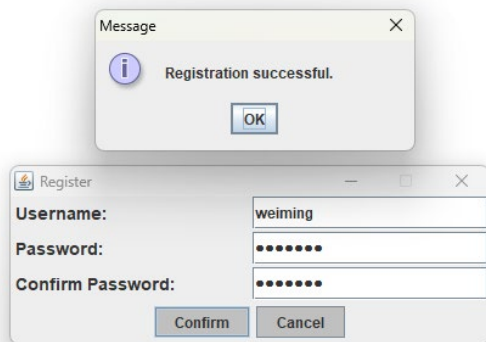 Message
Registration successful.
OK
Register
Username: weiming
Password: •••••••
Confirm Password: •••••••
Confirm Cancel